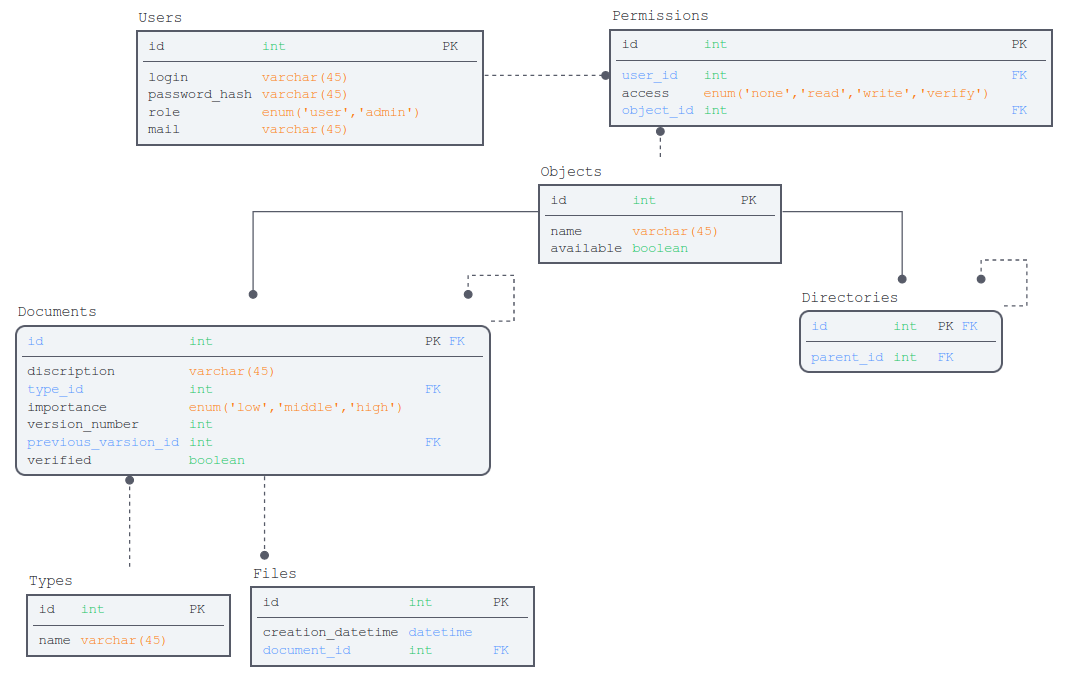 Users
id int PK
login varchar(45)
password_hash varchar(45)
role enum('user','admin')
mail varchar(45)
Permissions
id int PK
user_id int FK
access enum('none','read','write','verify')
object_id int FK
Objects
id int PK
name varchar(45)
available boolean
Documents
id int PK FK
discription varchar(45)
type_id int FK
importance enum('low','middle','high')
version_number int
previous_varsion_id int FK
verified boolean
Directories
id int PK FK
parent_id int FK
Types
id int PK
name varchar(45)
Files
id int PK
creation_datetime datetime
document_id int FK